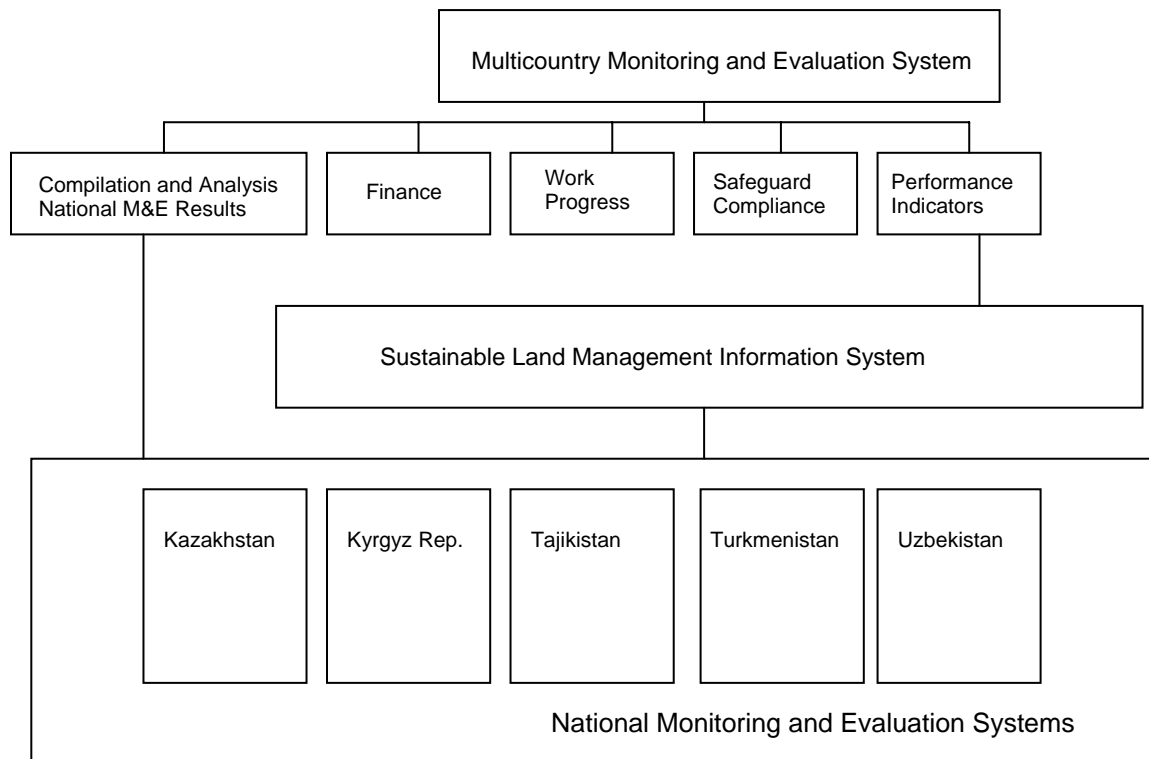 Multicountry Monitoring and Evaluation System
Compilation and Analysis
National M&E Results
Finance
Work
Progress
Safeguard
Compliance
Performance
Indicators
Sustainable Land Management Information System
Kazakhstan
Kyrgyz Rep.
Tajikistan
Turkmenistan
Uzbekistan
National Monitoring and Evaluation Systems